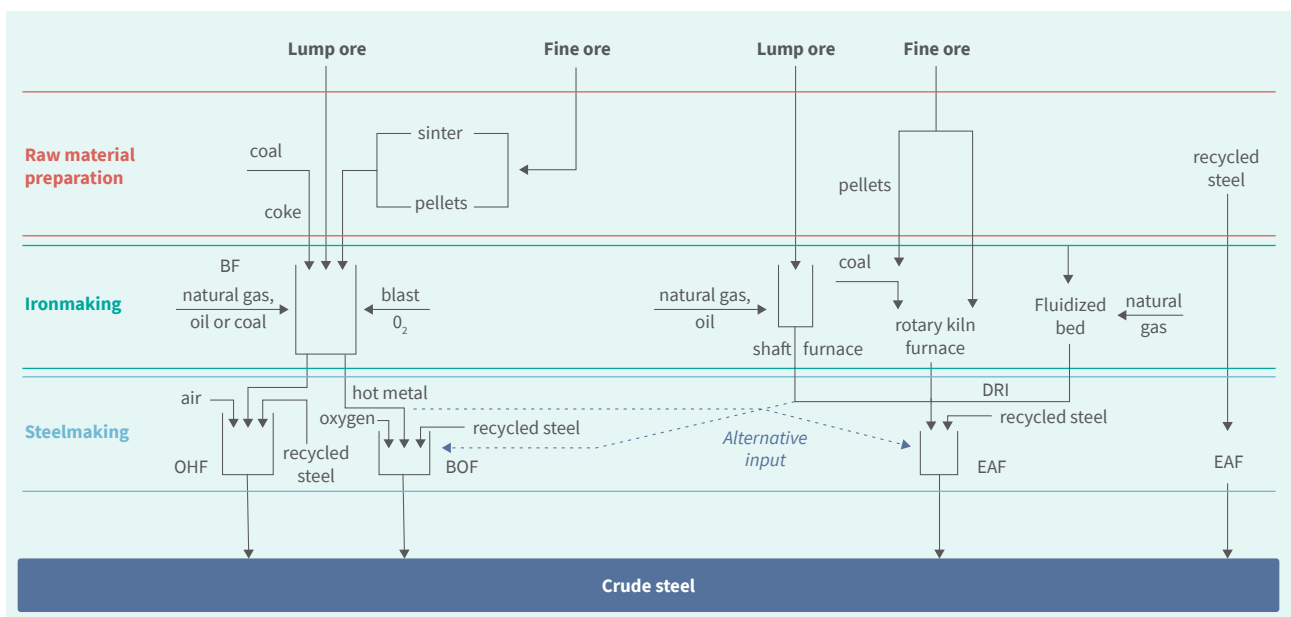 Lump ore
Fine ore
Lump ore
Fine ore
Raw material
preparation
coal
coke
sinter
pellets
pellets
recycled
steel
Ironmaking
BF
natural gas,
oil or coal
blast
0₂
natural gas,
oil
shaft furnace
coal
rotary kiln
furnace
Fluidized
bed
natural
gas
Steelmaking
air
OHF
recycled
steel
hot metal
oxygen
recycled steel
BOF
Alternative
input
DRI
recycled steel
EAF
EAF
Crude steel